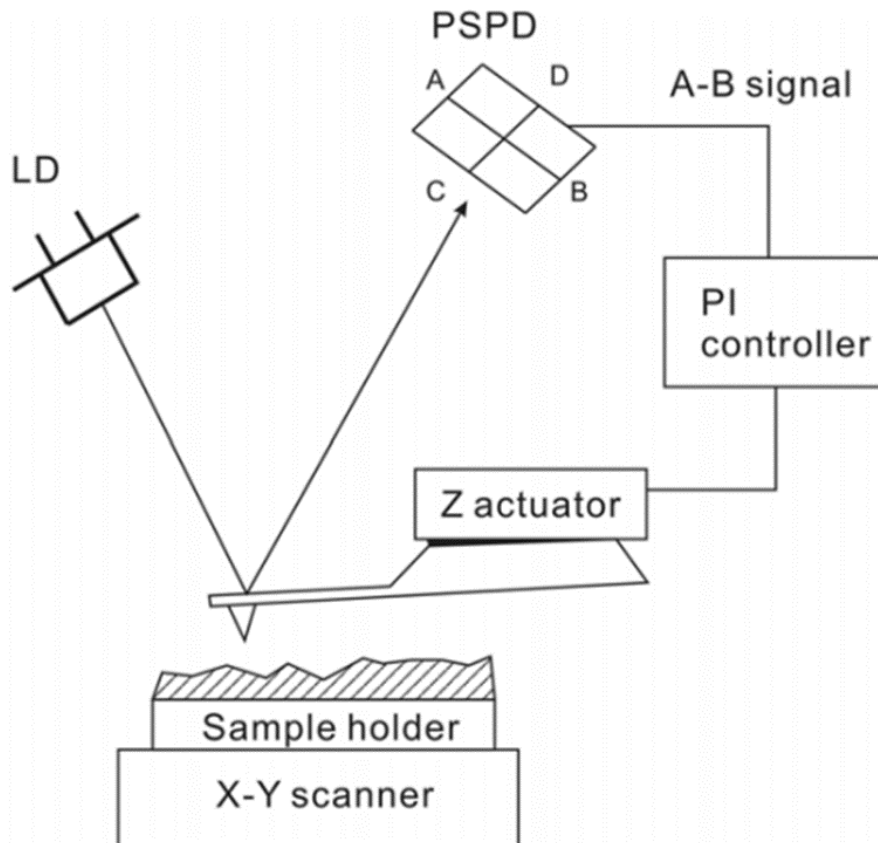 PSPD
A
D
A-B signal
LD
C
B
PI
controller
Z actuator
Sample holder
X-Y scanner